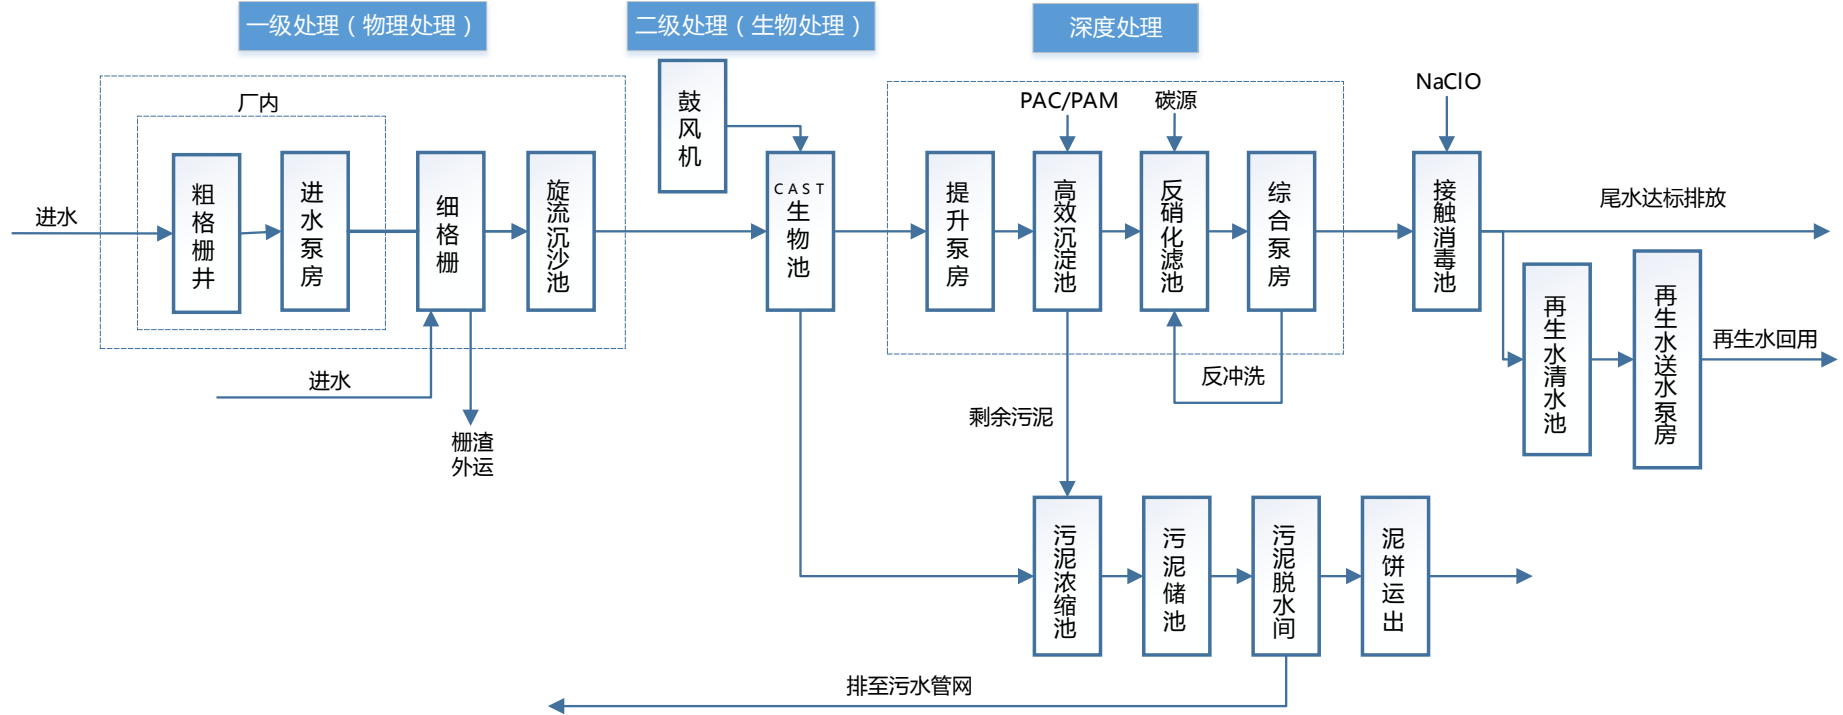 一级处理（物理处理）
二级处理（生物处理）
深度处理
厂内
进水
粗格栅井
进水泵房
细格栅
旋流沉沙池
进水
栅渣
外运
鼓风机
CAST
生物池
PAC/PAM
碳源
提升泵房
高效沉淀池
反硝化滤池
综合泵房
反冲洗
剩余污泥
NaClO
接触消毒池
尾水达标排放
再生水清水池
再生水送水泵房
再生水回用
污泥浓缩池
污泥储池
污泥脱水间
泥饼运出
排至污水管网